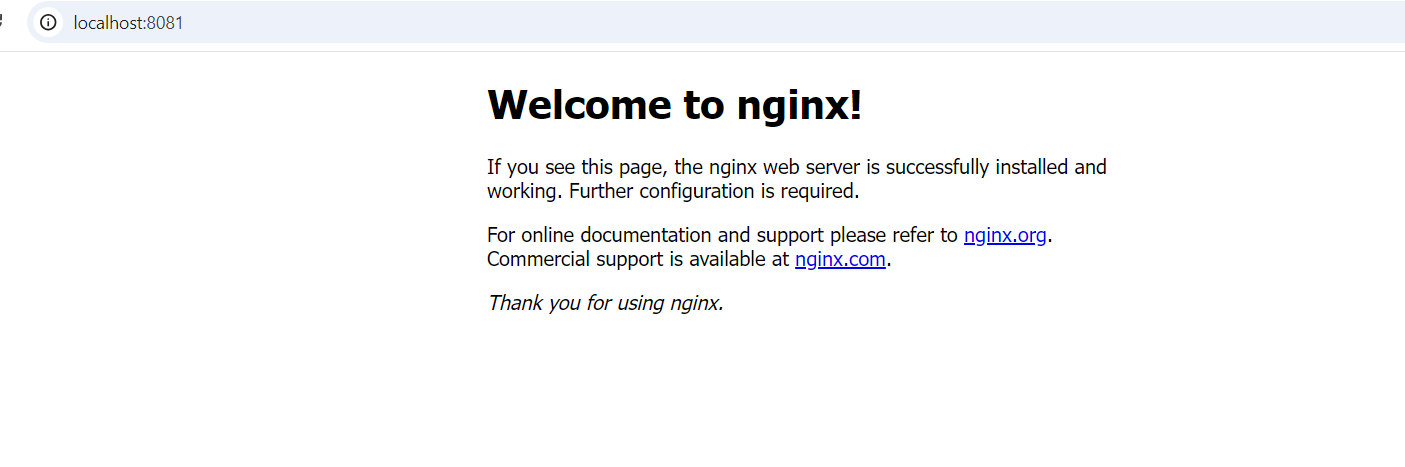 localhost:8081
Welcome to nginx!
If you see this page, the nginx web server is successfully installed and
working. Further configuration is required.
For online documentation and support please refer to nginx.org.
Commercial support is available at nginx.com.
Thank you for using nginx.